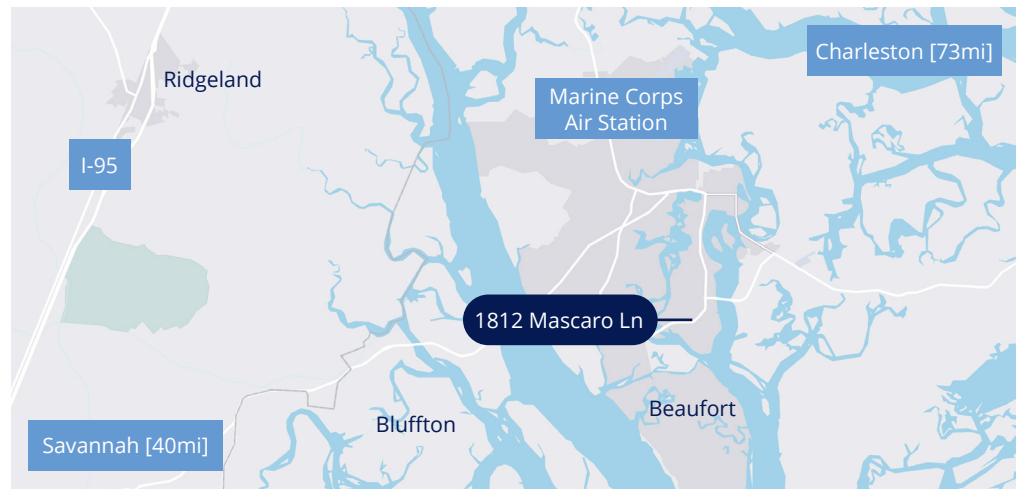 Charleston [73mi]
Ridgeland
Marine Corps
Air Station
I-95
1812 Mascaro Ln
Beaufort
Bluffton
Savannah [40mi]